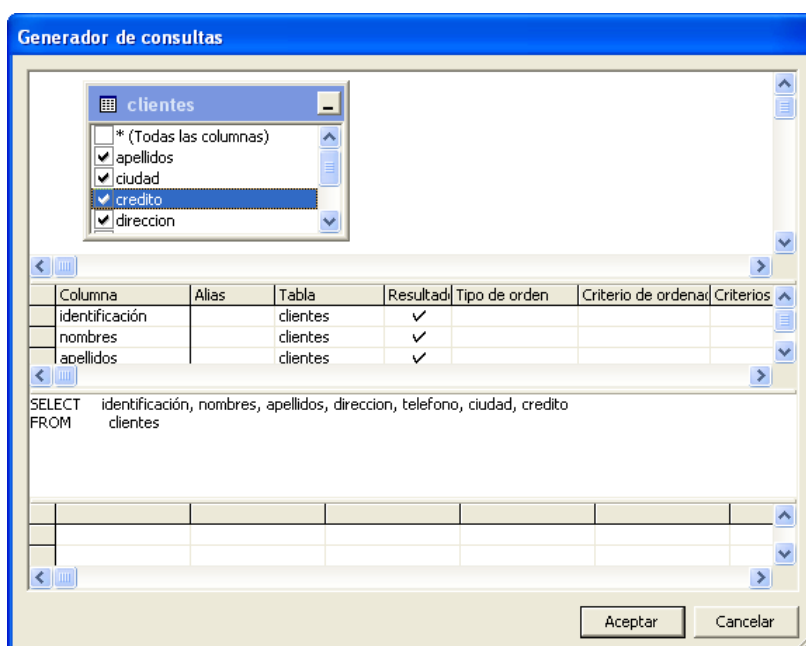 Generador de consultas
clientes
* (Todas las columnas)
apellidos
ciudad
credito
direccion
Columna Alias Tabla Resultad Tipo de orden Criterio de ordenac Criterios
identificación clientes
nombres clientes
apellidos clientes
SELECT identificación, nombres, apellidos, direccion, telefono, ciudad, credito
FROM clientes
Aceptar Cancelar